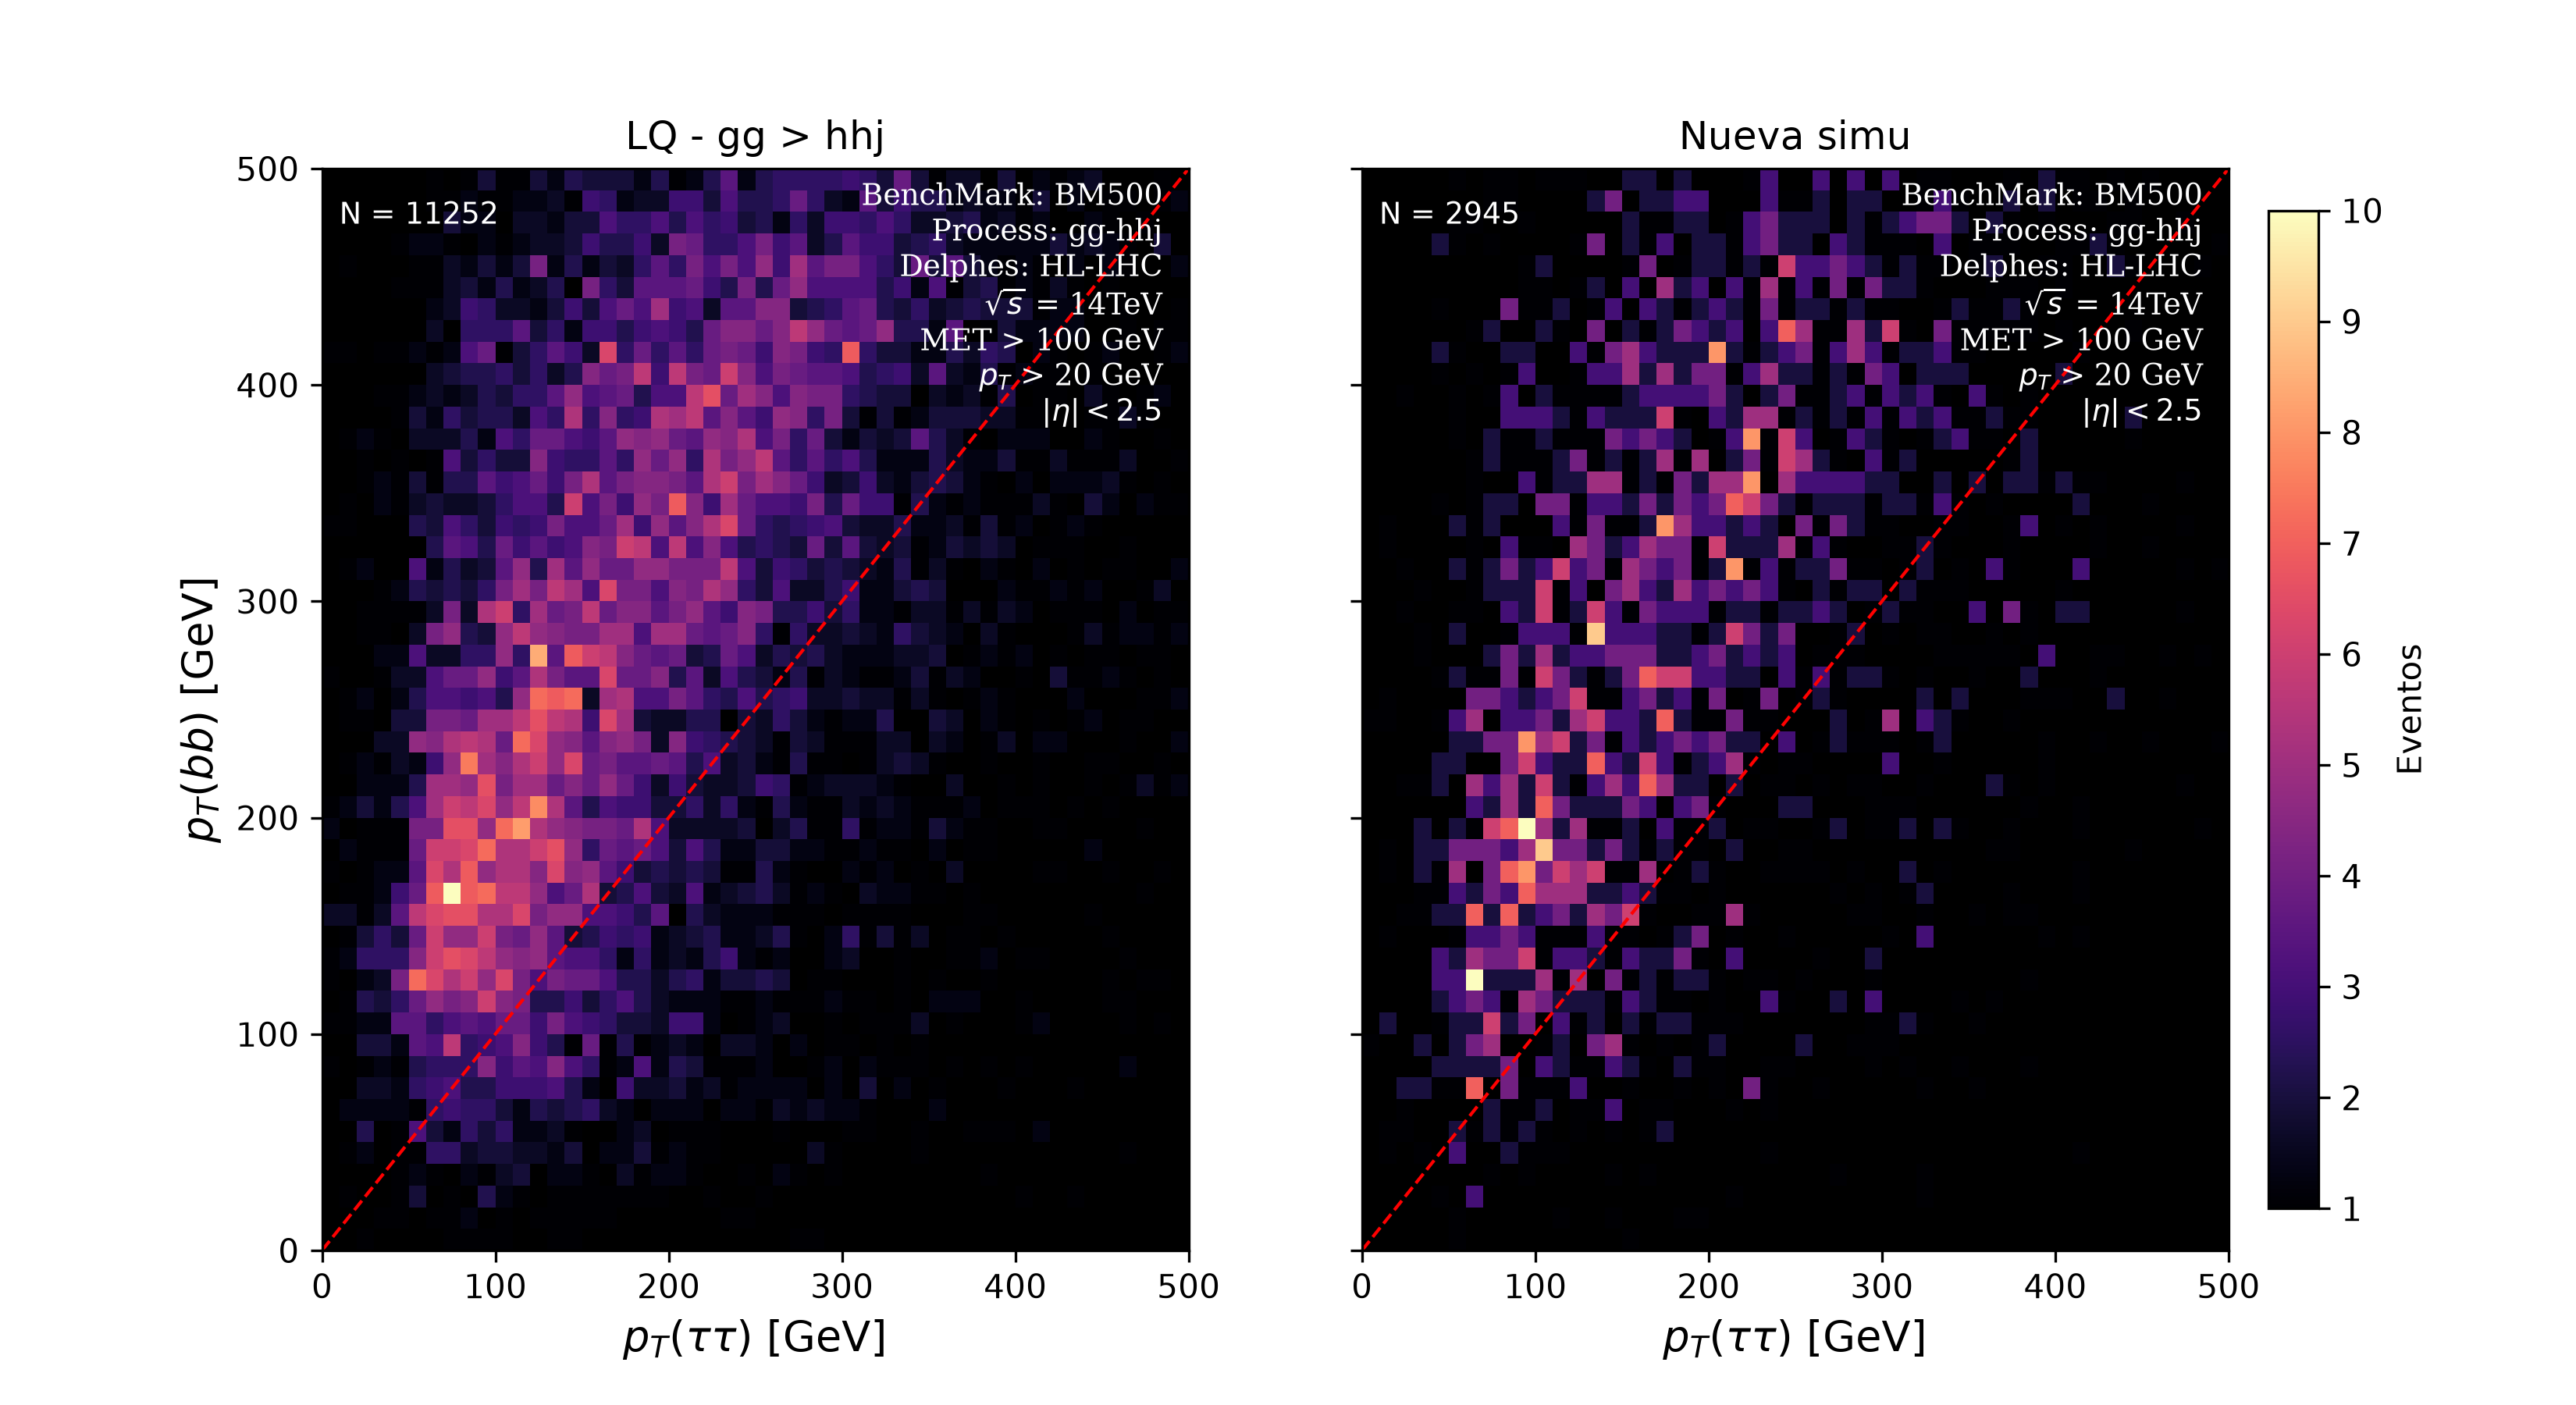 LQ - gg > hhj
N = 11252
BenchMark: BM500
Process: gg-hhj
Delphes: HL-LHC
√s = 14TeV
MET > 100 GeV
p_T > 20 GeV
|η| < 2.5
500
400
300
200
100
0
p_T(bb) [GeV]
0 100 200 300 400 500
p_T(ττ) [GeV]
Nueva simu
N = 2945
BenchMark: BM500
Process: gg-hhj
Delphes: HL-LHC
√s = 14TeV
MET > 100 GeV
p_T > 20 GeV
|η| < 2.5
0 100 200 300 400 500
p_T(ττ) [GeV]
10
9
8
7
6
5
4
3
2
1
Eventos